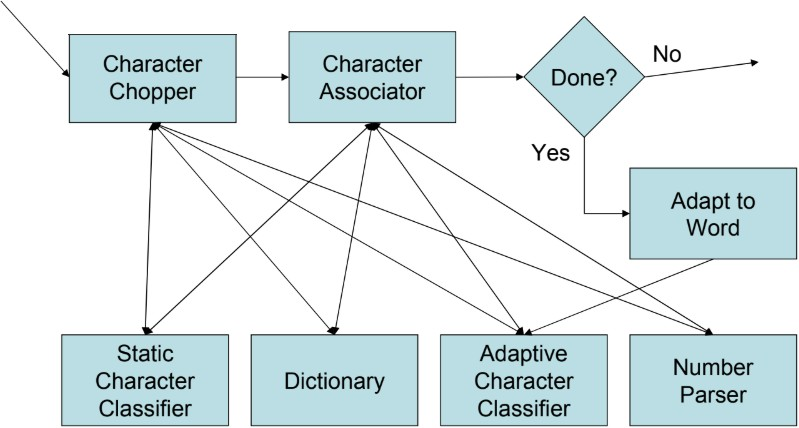 Character
Chopper
Character
Associator
Done?
No
Yes
Adapt to
Word
Static
Character
Classifier
Dictionary
Adaptive
Character
Classifier
Number
Parser